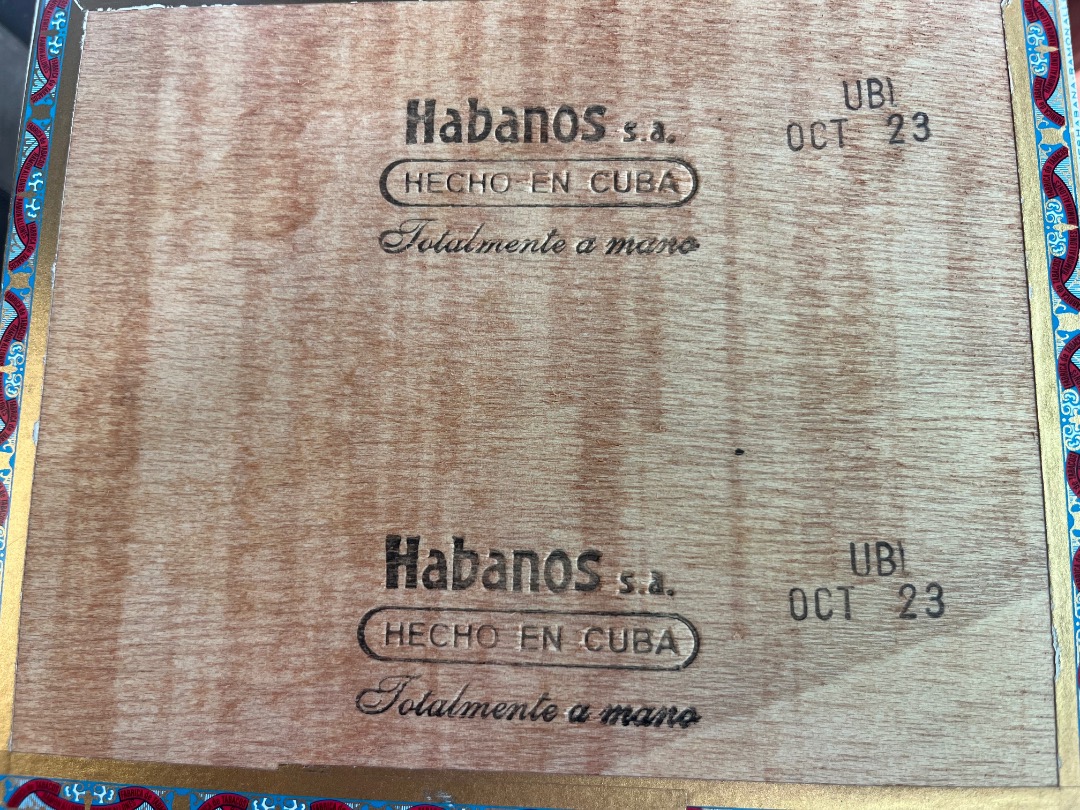 UBI
Habanos s.a.
OCT 23
HECHO EN CUBA
Totalmente a mano
UBI
Habanos s.a.
OCT 23
HECHO EN CUBA
Totalmente a mano